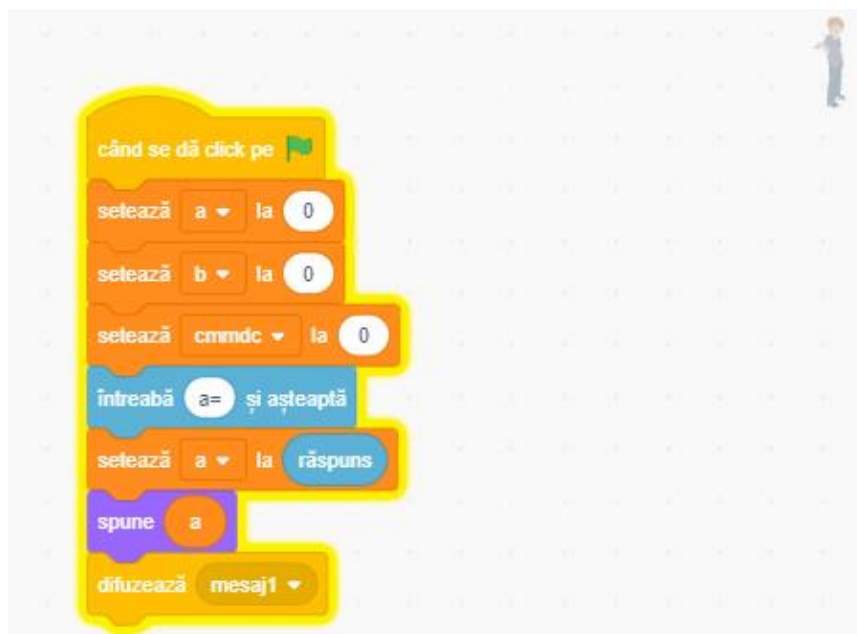 când se dă click pe
setează a la 0
setează b la 0
setează cmmdc la 0
întreabă a= și așteaptă
setează a la răspuns
spune a
difuzează mesaj1